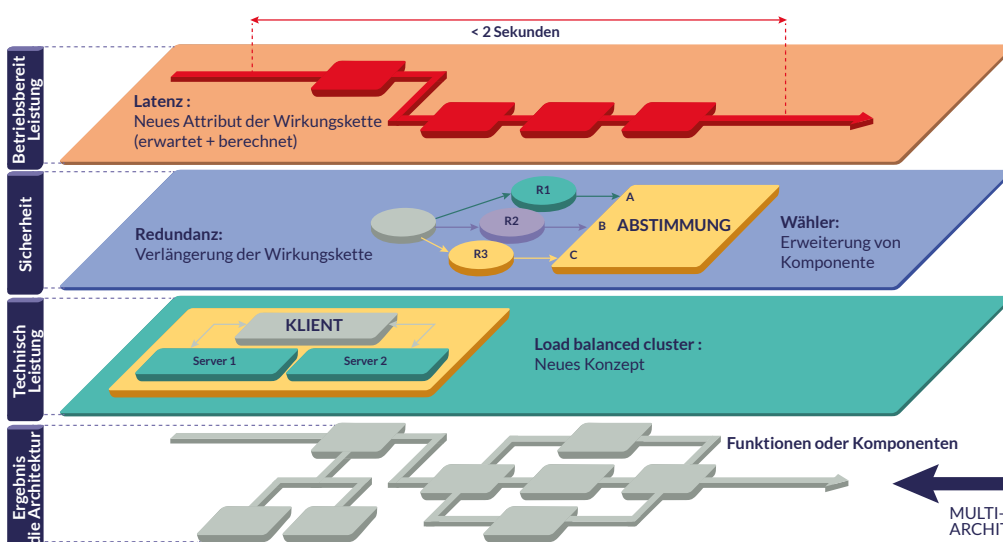 < 2 Sekunden
Betriebsbereit
Leistung
Latenz :
Neues Attribut der Wirkungskette
(erwartet + berechnet)
Sicherheit
Redundanz:
Verlängerung der Wirkungskette
R1
R2
R3
A
B
C
ABSTIMMUNG
Wähler:
Erweiterung von
Komponente
Technisch
Leistung
KLIENT
Server 1
Server 2
Load balanced cluster :
Neues Konzept
Ergebnis
die Architektur
Funktionen oder Komponenten
MULTI-
ARCHIT